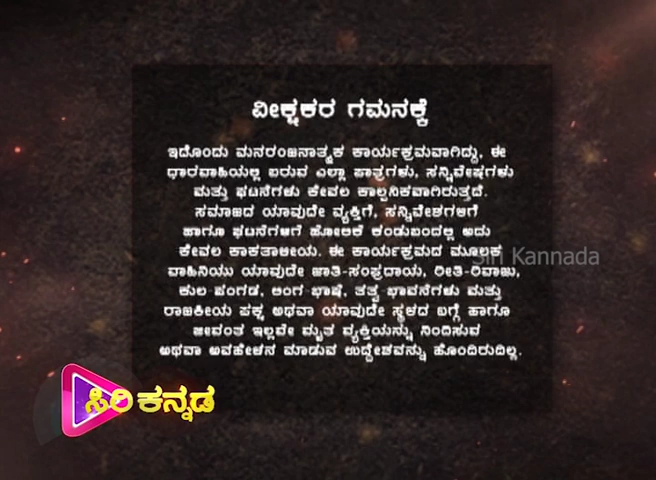 ವೀಕ್ಷಕರ ಗಮನಕ್ಕೆ
ಇದೊಂದು ಮನರಂಜನಾತ್ಮಕ ಕಾರ್ಯಕ್ರಮವಾಗಿದ್ದು, ಈ
ಧಾರವಾಹಿಯಲ್ಲಿ ಬರುವ ಎಲ್ಲಾ ಪಾತ್ರಗಳು, ಸನ್ನಿವೇಷಗಳು
ಮತ್ತು ಘಟನೆಗಳು ಕೇವಲ ಕಾಲ್ಪನಿಕವಾಗಿರುತ್ತದೆ.
ಸಮಾಜದ ಯಾವುದೇ ವ್ಯಕ್ತಿಗೆ, ಸನ್ನಿವೇಶಗಳಿಗೆ
ಹಾಗೂ ಘಟನೆಗಳಿಗೆ ಹೋಲಿಕೆ ಕಂಡುಬಂದಲ್ಲಿ ಅದು
ಕೇವಲ ಕಾಕತಾಳೀಯ. ಈ ಕಾರ್ಯಕ್ರಮದ ಮೂಲಕ
Siri Kannada
ವಾಹಿನಿಯು ಯಾವುದೇ ಜಾತಿ-ಸಂಪ್ರದಾಯ, ರೀತಿ-ರಿವಾಜು,
ಕುಲ-ಪಂಗಡ, ಲಿಂಗ-ಭಾಷೆ, ತತ್ವ-ಭಾವನೆಗಳು ಮತ್ತು
ರಾಜಕೀಯ ಪಕ್ಷ ಅಥವಾ ಯಾವುದೇ ಸ್ಥಳದ ಬಗ್ಗೆ ಹಾಗೂ
ಜೀವಂತ ಇಲ್ಲವೇ ಮೃತ ವ್ಯಕ್ತಿಯನ್ನು ನಿಂದಿಸುವ
ಅಥವಾ ಅವಹೇಳನ ಮಾಡುವ ಉದ್ದೇಶವನ್ನು ಹೊಂದಿರುದಿಲ್ಲ.
ಸಿರಿ ಕನ್ನಡ